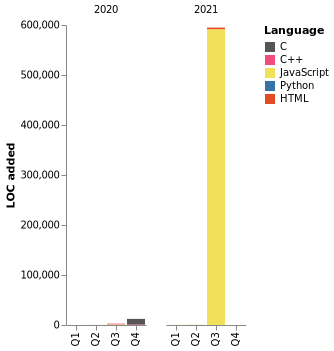 2020
2021
600,000
500,000
400,000
300,000
200,000
100,000
0
LOC added
Q1
Q2
Q3
Q4
Q1
Q2
Q3
Q4
Language
C
C++
JavaScript
Python
HTML